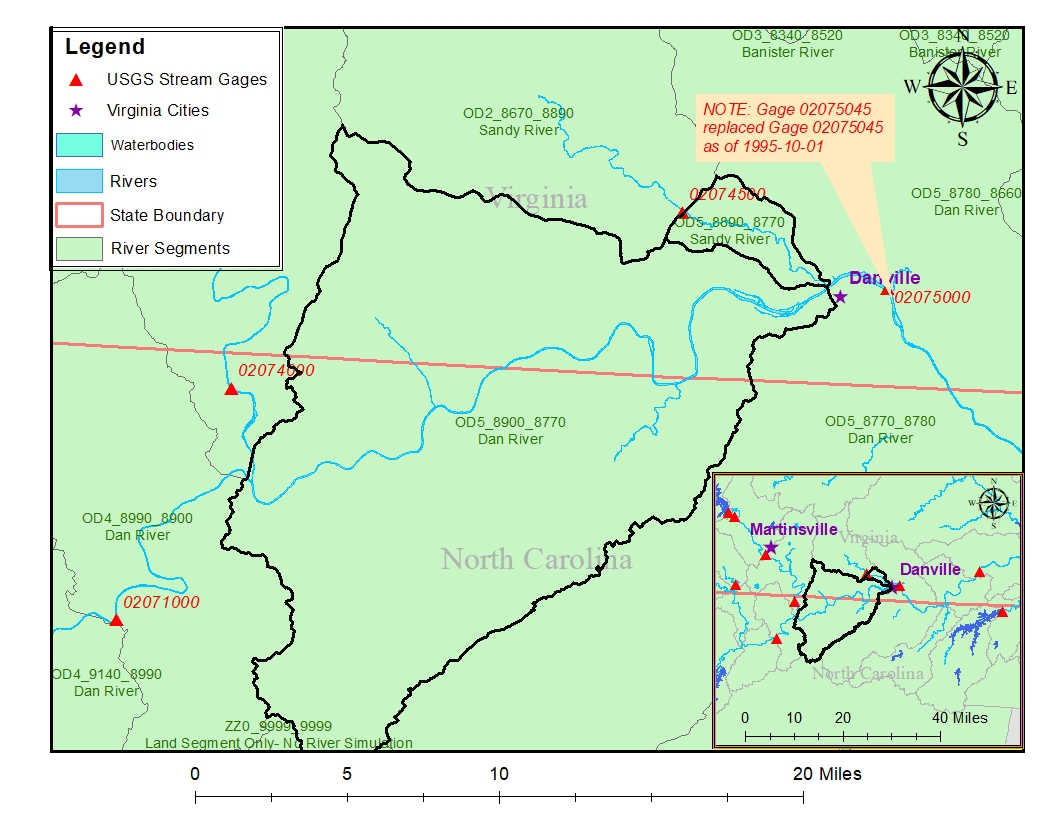 Legend
USGS Stream Gages
Virginia Cities
Waterbodies
Rivers
State Boundary
River Segments
OD3_8340_8520
Banister River
OD3_8340_8520
Banister River
N
W
E
S
NOTE: Gage 02075045
replaced Gage 02075045
as of 1995-10-01
OD2_8670_8890
Sandy River
Virginia
02074500
OD5_8890_8770
Sandy River
OD5_8780_8660
Dan River
Danville
02075000
02074000
OD5_8900_8770
Dan River
OD5_8770_8780
Dan River
OD4_8990_8900
Dan River
North Carolina
02071000
OD4_9140_8990
Dan River
ZZ0_9999_9999
Land Segment Only- No River Simulation
N
W
E
S
Martinsville
Virginia
Danville
North Carolina
0 10 20 40 Miles
0 5 10 20 Miles